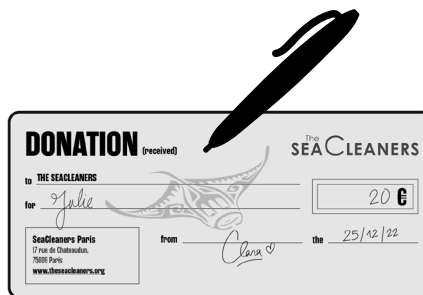 DONATION (received)
The
SEACLEANERS
to THE SEACLEANERS
for Julie
20 €
SeaCleaners Paris
17 rue de Chateaudun,
75009 Paris
www.theseacleaners.org
from Clara
the 25/12/22